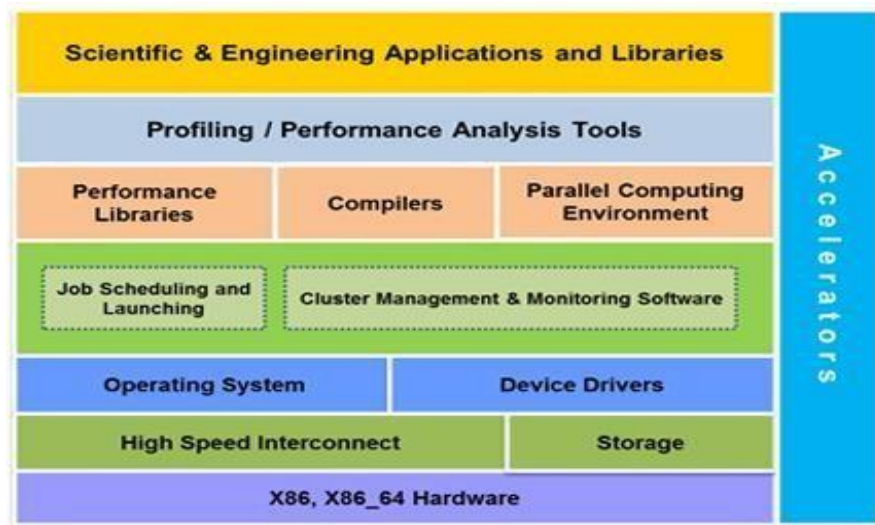 Scientific & Engineering Applications and Libraries
Profiling / Performance Analysis Tools
Performance
Libraries
Compilers
Parallel Computing
Environment
Job Scheduling and
Launching
Cluster Management & Monitoring Software
Operating System
Device Drivers
High Speed Interconnect
Storage
X86, X86_64 Hardware
Accelerators